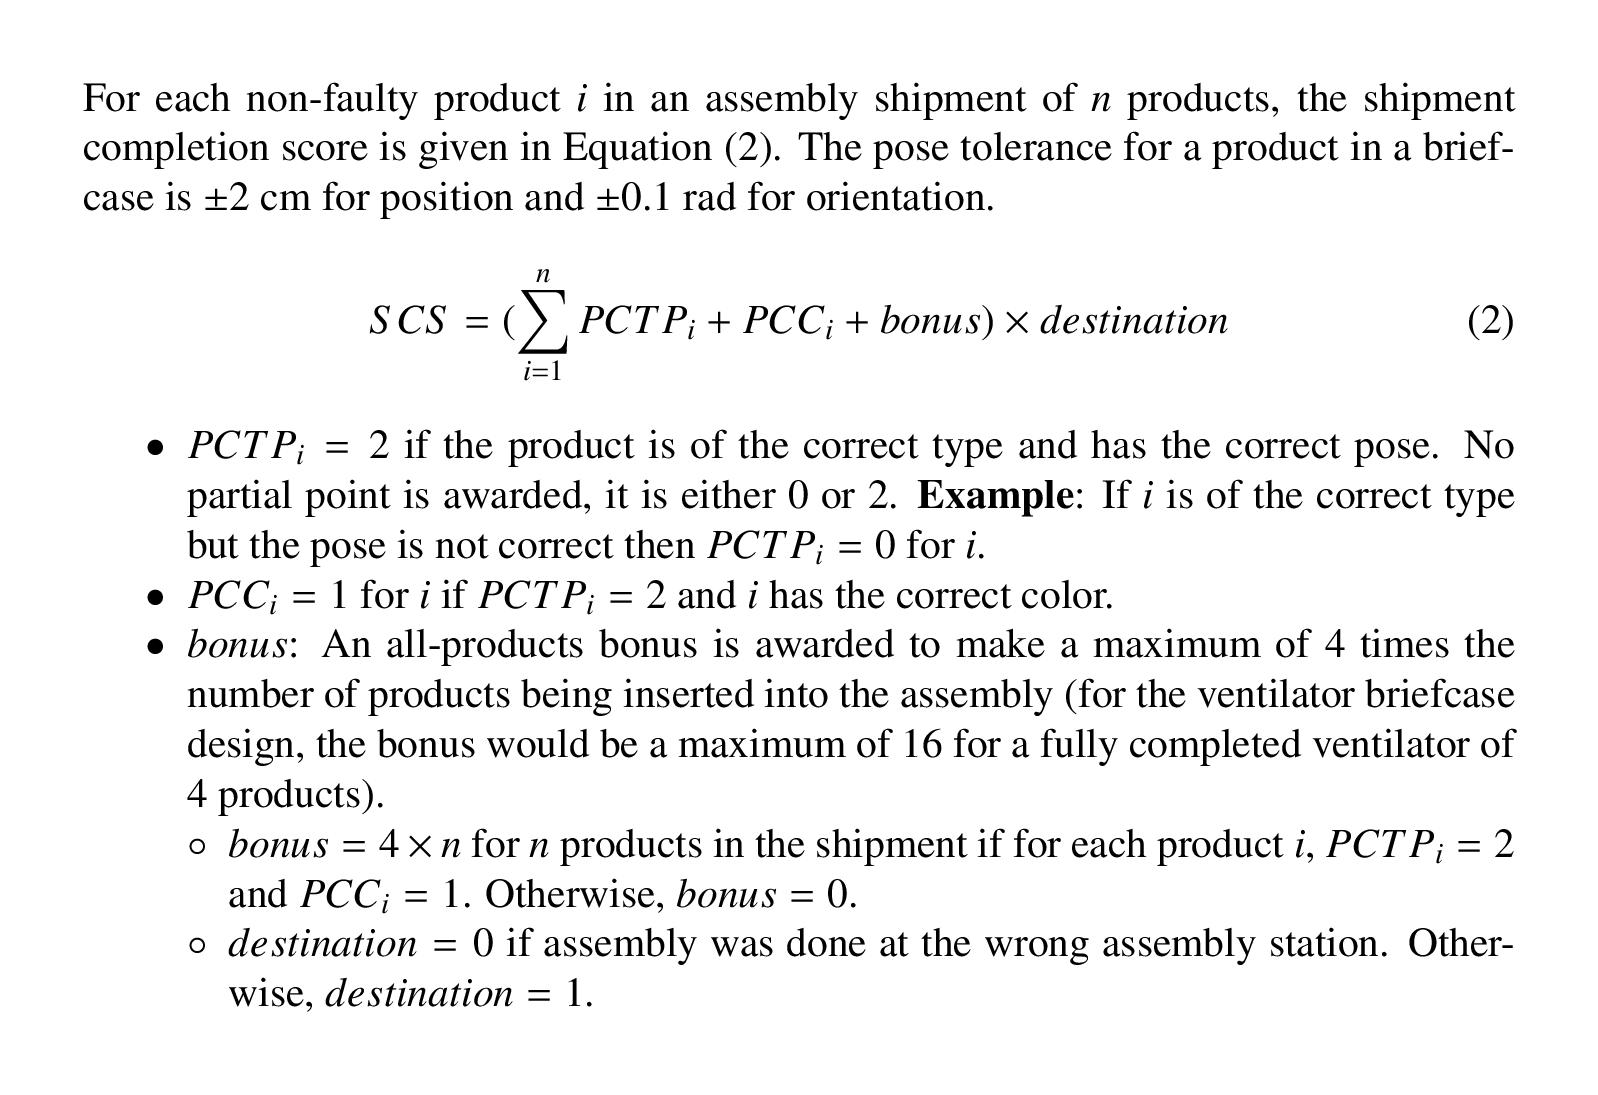 For each non-faulty product i in an assembly shipment of n products, the shipment
completion score is given in Equation (2). The pose tolerance for a product in a brief-
case is ±2 cm for position and ±0.1 rad for orientation.
SCS = (∑_{i=1}^{n} PCTP_i + PCC_i + bonus) × destination (2)
• PCTP_i = 2 if the product is of the correct type and has the correct pose. No
partial point is awarded, it is either 0 or 2. Example: If i is of the correct type
but the pose is not correct then PCTP_i = 0 for i.
• PCC_i = 1 for i if PCTP_i = 2 and i has the correct color.
• bonus: An all-products bonus is awarded to make a maximum of 4 times the
number of products being inserted into the assembly (for the ventilator briefcase
design, the bonus would be a maximum of 16 for a fully completed ventilator of
4 products).
◦ bonus = 4 × n for n products in the shipment if for each product i, PCTP_i = 2
and PCC_i = 1. Otherwise, bonus = 0.
◦ destination = 0 if assembly was done at the wrong assembly station. Other-
wise, destination = 1.